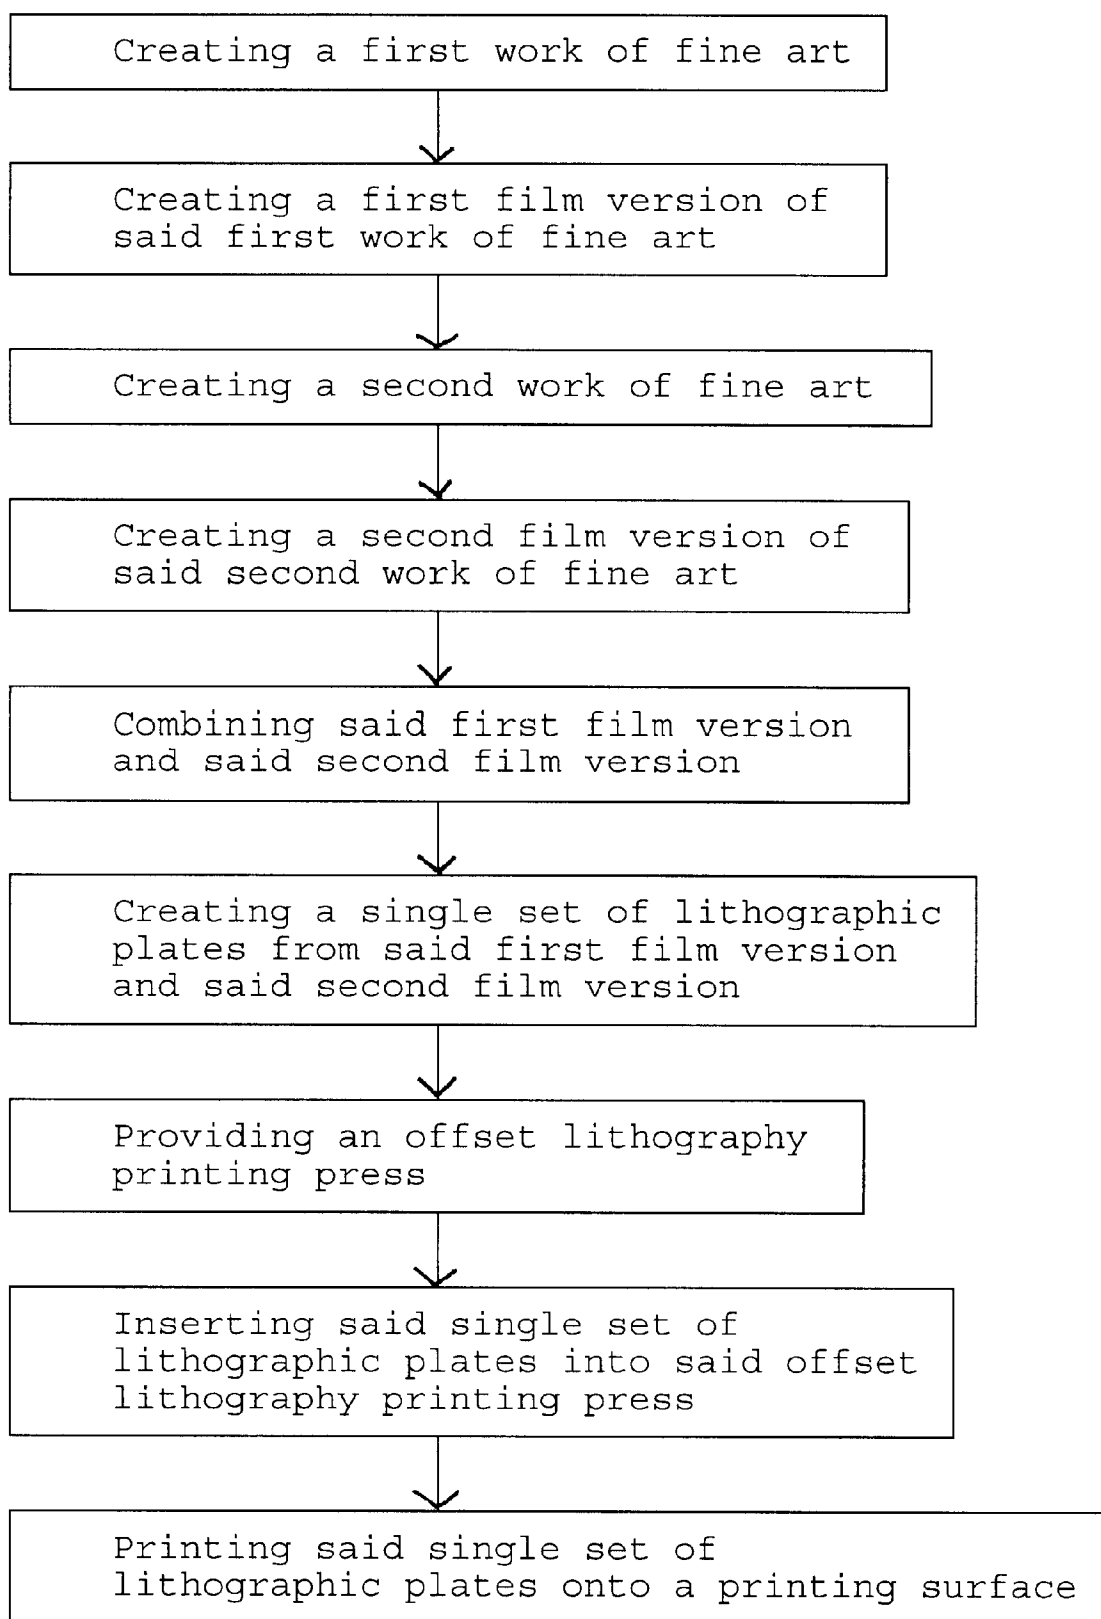 Creating a first work of fine art
Creating a first film version of
said first work of fine art
Creating a second work of fine art
Creating a second film version of
said second work of fine art
Combining said first film version
and said second film version
Creating a single set of lithographic
plates from said first film version
and said second film version
Providing an offset lithography
printing press
Inserting said single set of
lithographic plates into said offset
lithography printing press
Printing said single set of
lithographic plates onto a printing surface